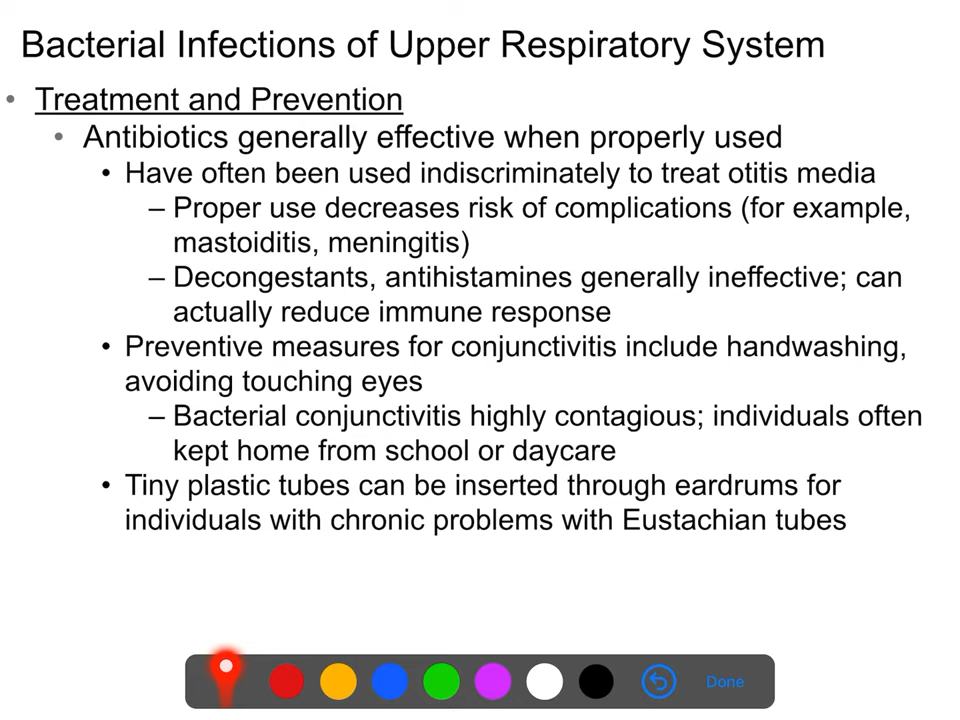 Bacterial Infections of Upper Respiratory System
• Treatment and Prevention
• Antibiotics generally effective when properly used
• Have often been used indiscriminately to treat otitis media
– Proper use decreases risk of complications (for example,
mastoiditis, meningitis)
– Decongestants, antihistamines generally ineffective; can
actually reduce immune response
• Preventive measures for conjunctivitis include handwashing,
avoiding touching eyes
– Bacterial conjunctivitis highly contagious; individuals often
kept home from school or daycare
• Tiny plastic tubes can be inserted through eardrums for
individuals with chronic problems with Eustachian tubes
Done